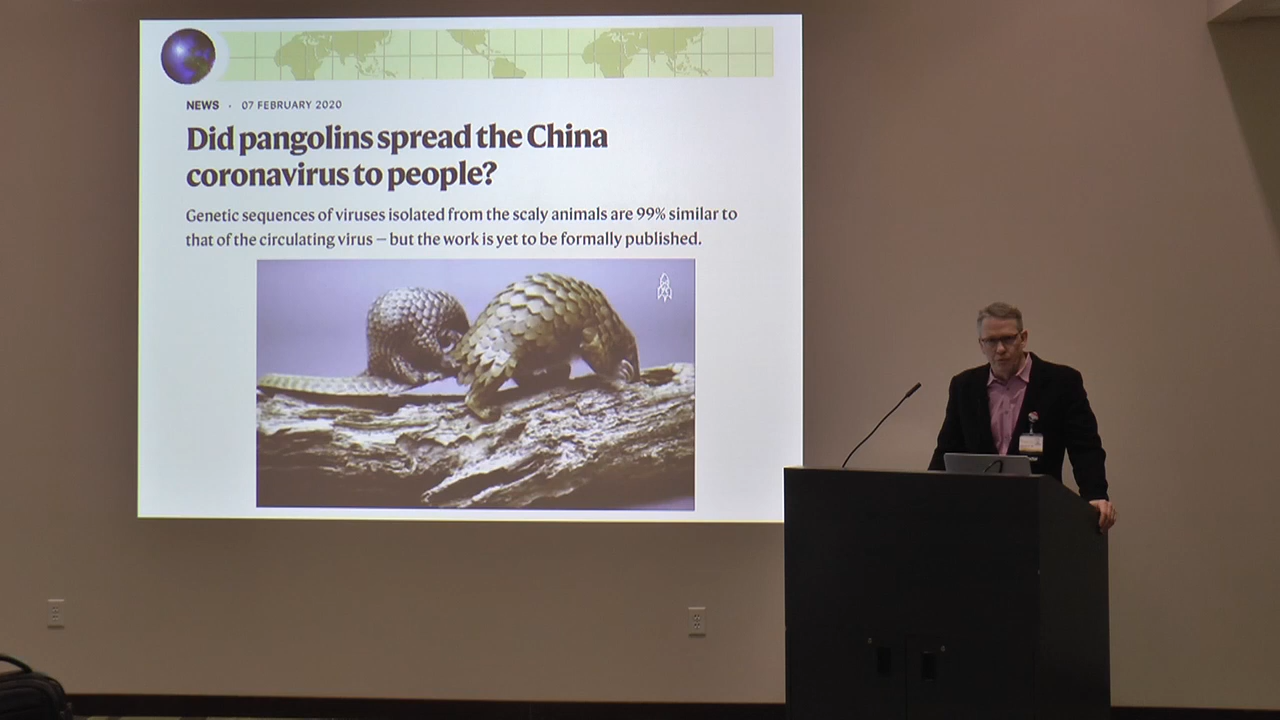 NEWS · 07 FEBRUARY 2020
Did pangolins spread the China
coronavirus to people?
Genetic sequences of viruses isolated from the scaly animals are 99% similar to
that of the circulating virus – but the work is yet to be formally published.